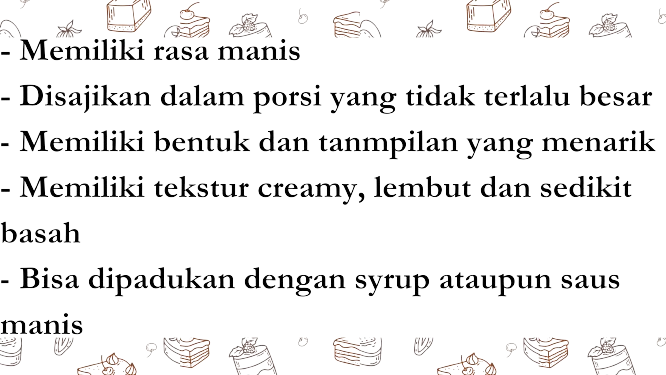 - Memiliki rasa manis
- Disajikan dalam porsi yang tidak terlalu besar
- Memiliki bentuk dan tanmpilan yang menarik
- Memiliki tekstur creamy, lembut dan sedikit
basah
- Bisa dipadukan dengan syrup ataupun saus
manis